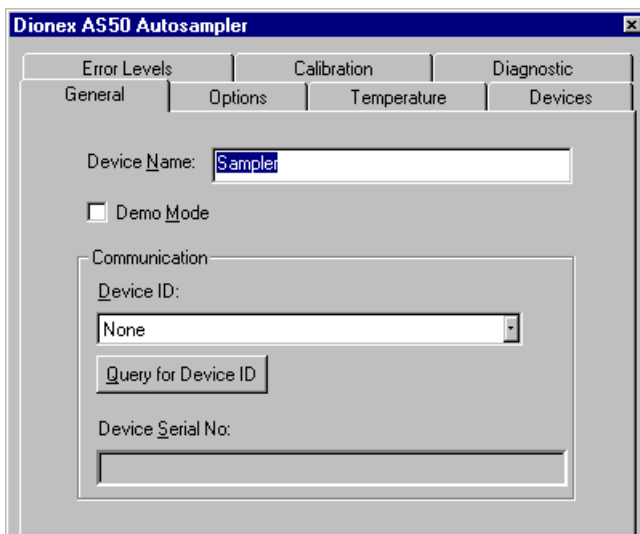 Dionex AS50 Autosampler
Error Levels Calibration Diagnostic
General Options Temperature Devices
Device Name: Sampler
Demo Mode
Communication
Device ID:
None
Query for Device ID
Device Serial No: